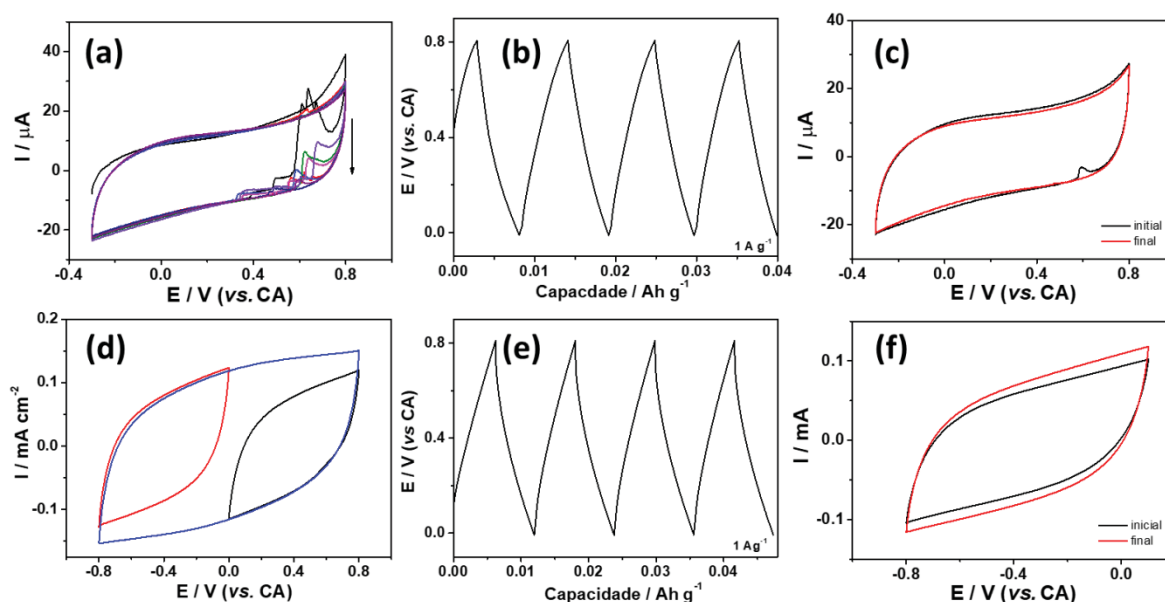 (a)
I / μA
40
20
0
-20
-0.4
0.0
0.4
0.8
E / V (vs. CA)
(b)
E / V (vs. CA)
0.8
0.4
0.0
1 A g-1
0.00
0.01
0.02
0.03
0.04
Capacdade / Ah g-1
(c)
I / μA
40
20
0
-20
initial
final
-0.4
0.0
0.4
0.8
E / V (vs. CA)
(d)
I / mA cm-2
0.2
0.1
0.0
-0.1
-0.8
-0.4
0.0
0.4
0.8
E / V (vs. CA)
(e)
E / V (vs CA)
0.8
0.4
0.0
1 Ag-1
0.00
0.01
0.02
0.03
0.04
Capacidade / Ah g-1
(f)
I / mA
0.1
0.0
-0.1
inicial
final
-0.8
-0.4
0.0
E / V (vs. CA)